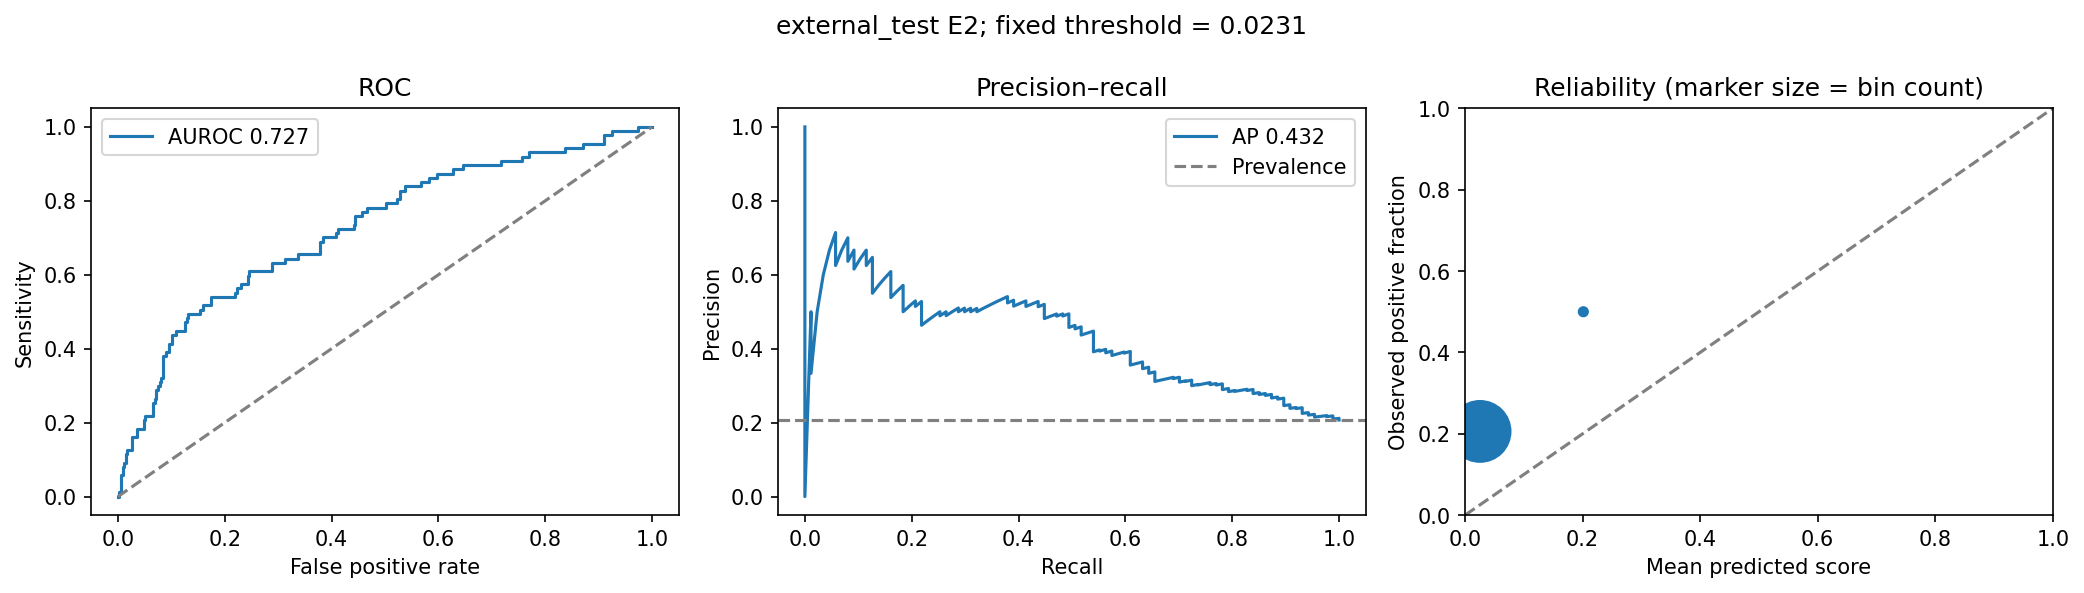 external_test E2; fixed threshold = 0.0231
ROC
AUROC 0.727
1.0
0.8
0.6
0.4
0.2
0.0
Sensitivity
0.0 0.2 0.4 0.6 0.8 1.0
False positive rate
Precision–recall
AP 0.432
Prevalence
1.0
0.8
0.6
0.4
0.2
0.0
Precision
0.0 0.2 0.4 0.6 0.8 1.0
Recall
Reliability (marker size = bin count)
1.0
0.8
0.6
0.4
0.2
0.0
Observed positive fraction
0.0 0.2 0.4 0.6 0.8 1.0
Mean predicted score